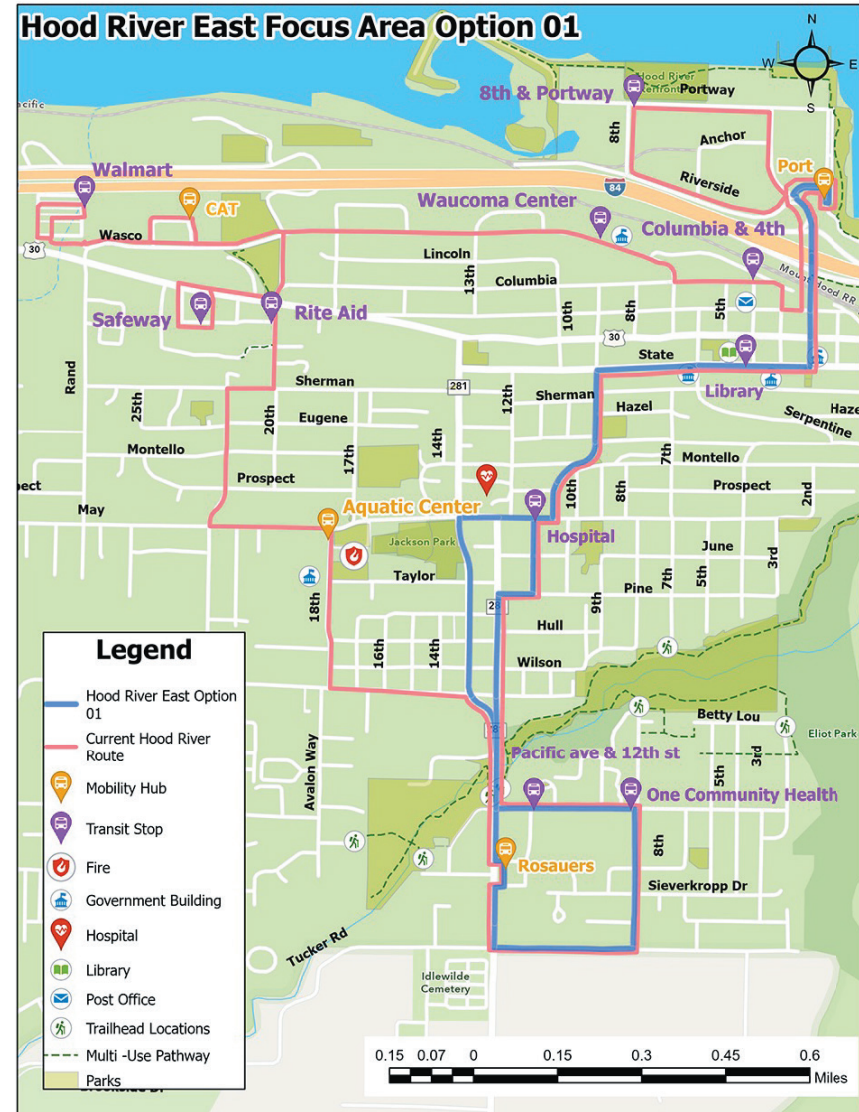 Hood River East Focus Area Option 01
N
W E
S
8th & Portway
Portway
8th
Anchor
Riverside
Port
84
Walmart
CAT
Waucoma Center
Columbia & 4th
Wasco
30
Lincoln
13th
Columbia
10th
8th
5th
Safeway
Rite Aid
30
State
Library
Rand
25th
Sherman
20th
Eugene
281
12th
Sherman
Hazel
Serpentine
17th
14th
Montello
Prospect
May
7th
Montello
10th
8th
Prospect
2nd
Aquatic Center
Hospital
Jackson Park
June
Taylor
18th
9th
Pine
7th
5th
3rd
Hull
16th
14th
Wilson
Betty Lou
Eliot Park
Avalon Way
5th
3rd
Pacific ave & 12th st
One Community Health
8th
Rosauers
Sieverkropp Dr
Tucker Rd
Idlewilde
Cemetery
Legend
Hood River East Option
01
Current Hood River
Route
Mobility Hub
Transit Stop
Fire
Government Building
Hospital
Library
Post Office
Trailhead Locations
Multi -Use Pathway
Parks
0.15 0.07 0 0.15 0.3 0.45 0.6
Miles